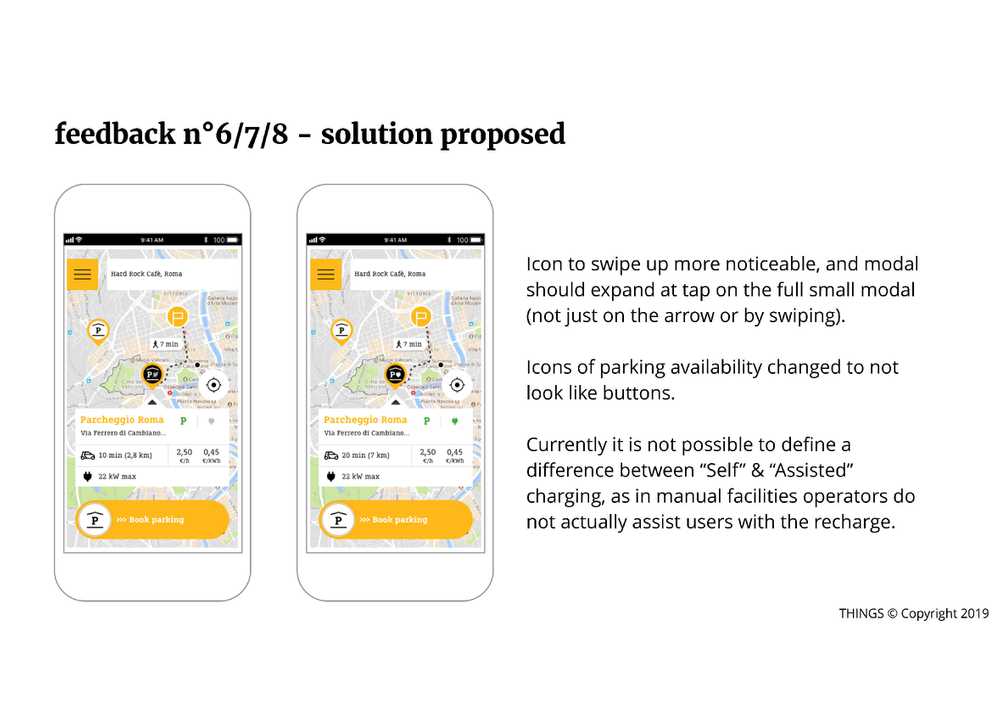 feedback n°6/7/8 - solution proposed
9:41 AM 100
Hard Rock Cafè, Roma
VITTORIA
P
7 min
P
Parcheggio Roma P
Via Ferrero di Cambiano...
10 min (2,8 km) 2,50 0,45
€/h €/kWh
22 kW max
P >>> Book parking
9:41 AM 100
Hard Rock Cafè, Roma
VITTORIA
P
7 min
P
Parcheggio Roma P
Via Ferrero di Cambiano...
20 min (7 km) 2,50 0,45
€/h €/kWh
22 kW max
P >>> Book parking
Icon to swipe up more noticeable, and modal
should expand at tap on the full small modal
(not just on the arrow or by swiping).
Icons of parking availability changed to not
look like buttons.
Currently it is not possible to define a
difference between “Self” & “Assisted”
charging, as in manual facilities operators do
not actually assist users with the recharge.
THINGS © Copyright 2019